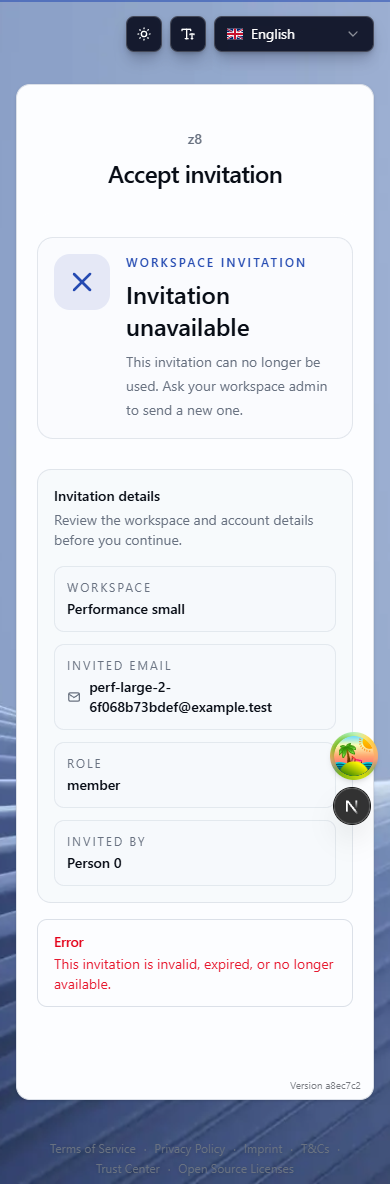 English
z8
Accept invitation
WORKSPACE INVITATION
Invitation
unavailable
This invitation can no longer be
used. Ask your workspace admin
to send a new one.
Invitation details
Review the workspace and account details
before you continue.
WORKSPACE
Performance small
INVITED EMAIL
perf-large-2-
6f068b73bdef@example.test
ROLE
member
N
INVITED BY
Person 0
Error
This invitation is invalid, expired, or no longer
available.
Version a8ec7c2
Terms of Service · Privacy Policy · Imprint · T&Cs ·
Trust Center · Open Source Licenses